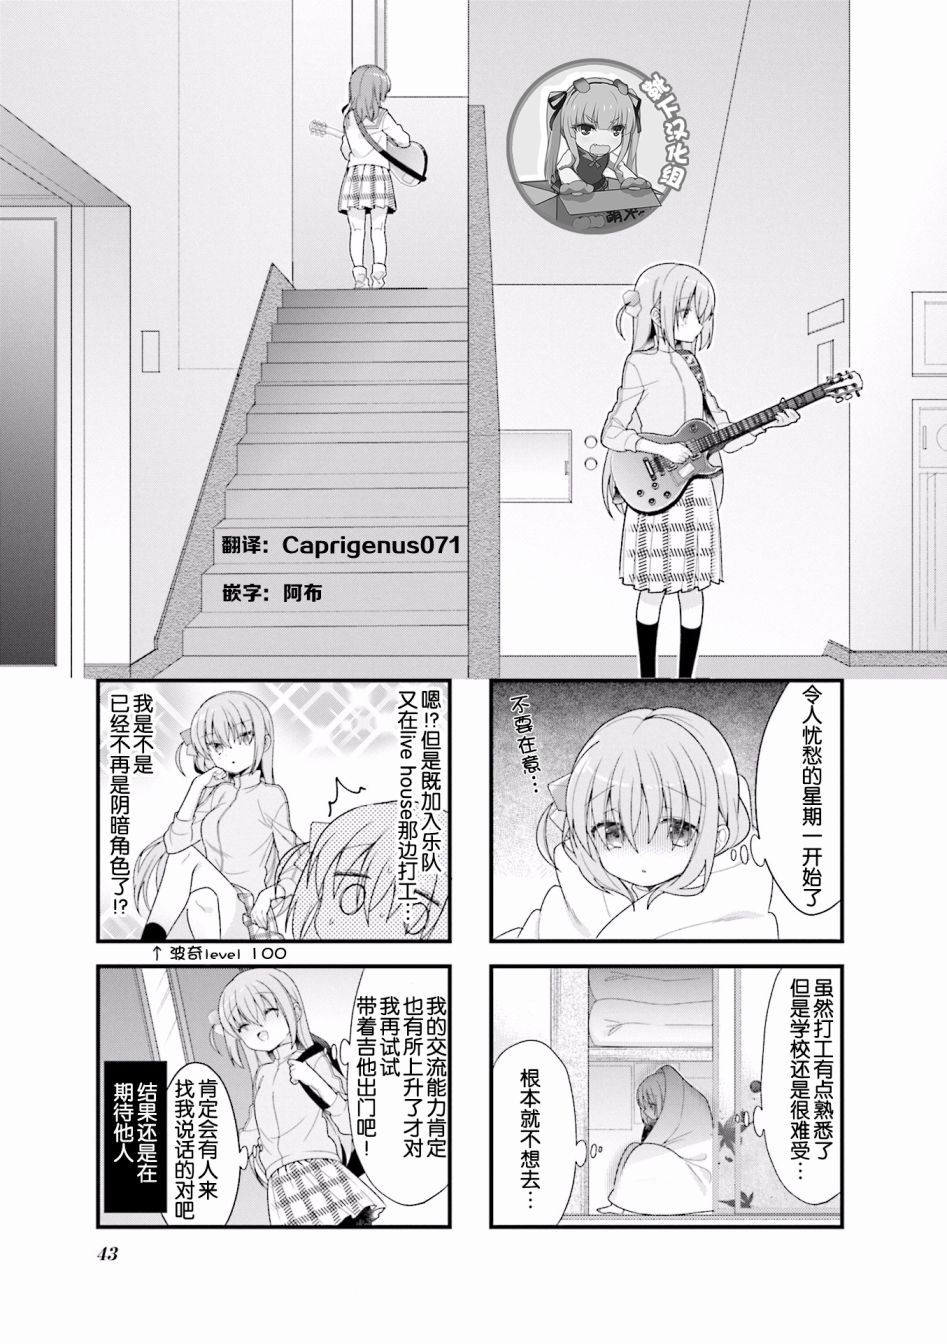 靴下汉化组
萌米!!
翻译：Caprigenus071
嵌字：阿布
令人忧愁的星期一开始了
不要在意…
虽然打工有点熟悉了
但是学校还是很难受…
根本就不想去…
嗯!?但是既加入乐队
又在live house那边打工…
我是不是
已经不再是阴暗角色了!?
↑波奇level 100
我的交流能力肯定
也有所上升了才对
我再试试
带着吉他出门吧！
肯定会有人来
找我说话的对吧
结果还是在
期待他人
43